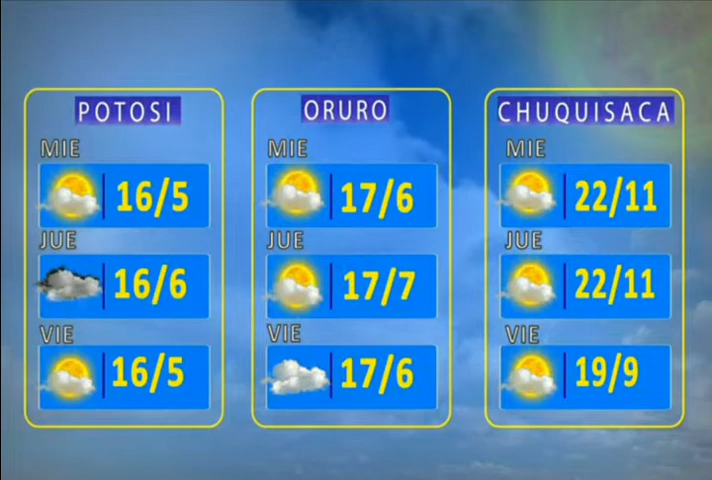 POTOSI
MIE
16/5
JUE
16/6
VIE
16/5
ORURO
MIE
17/6
JUE
17/7
VIE
17/6
CHUQUISACA
MIE
22/11
JUE
22/11
VIE
19/9